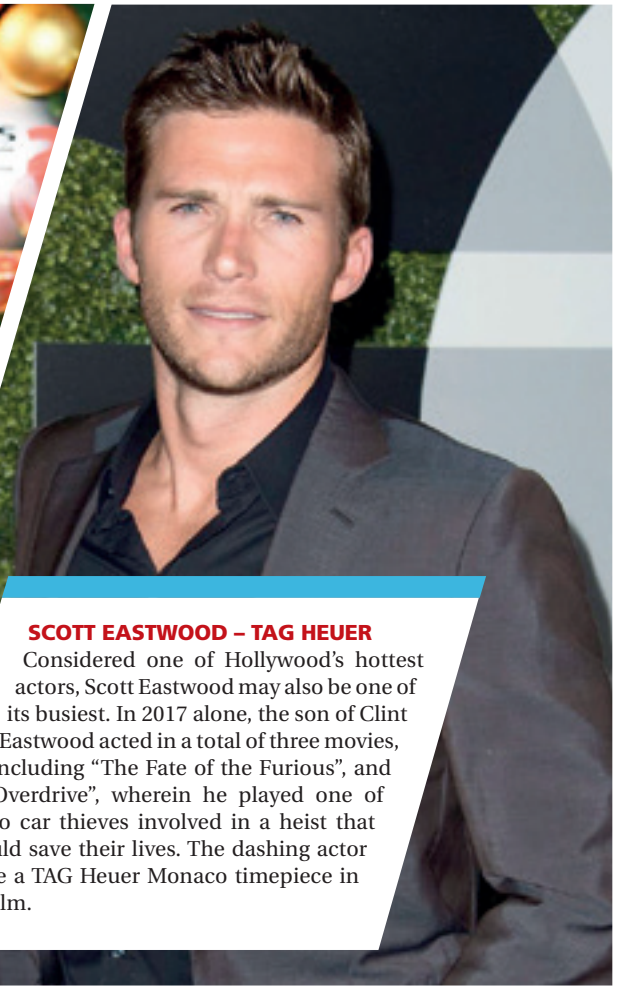 SCOTT EASTWOOD – TAG HEUER
Considered one of Hollywood’s hottest
actors, Scott Eastwood may also be one of
its busiest. In 2017 alone, the son of Clint
Eastwood acted in a total of three movies,
ncluding “The Fate of the Furious”, and
Overdrive”, wherein he played one of
o car thieves involved in a heist that
ld save their lives. The dashing actor
e a TAG Heuer Monaco timepiece in
lm.